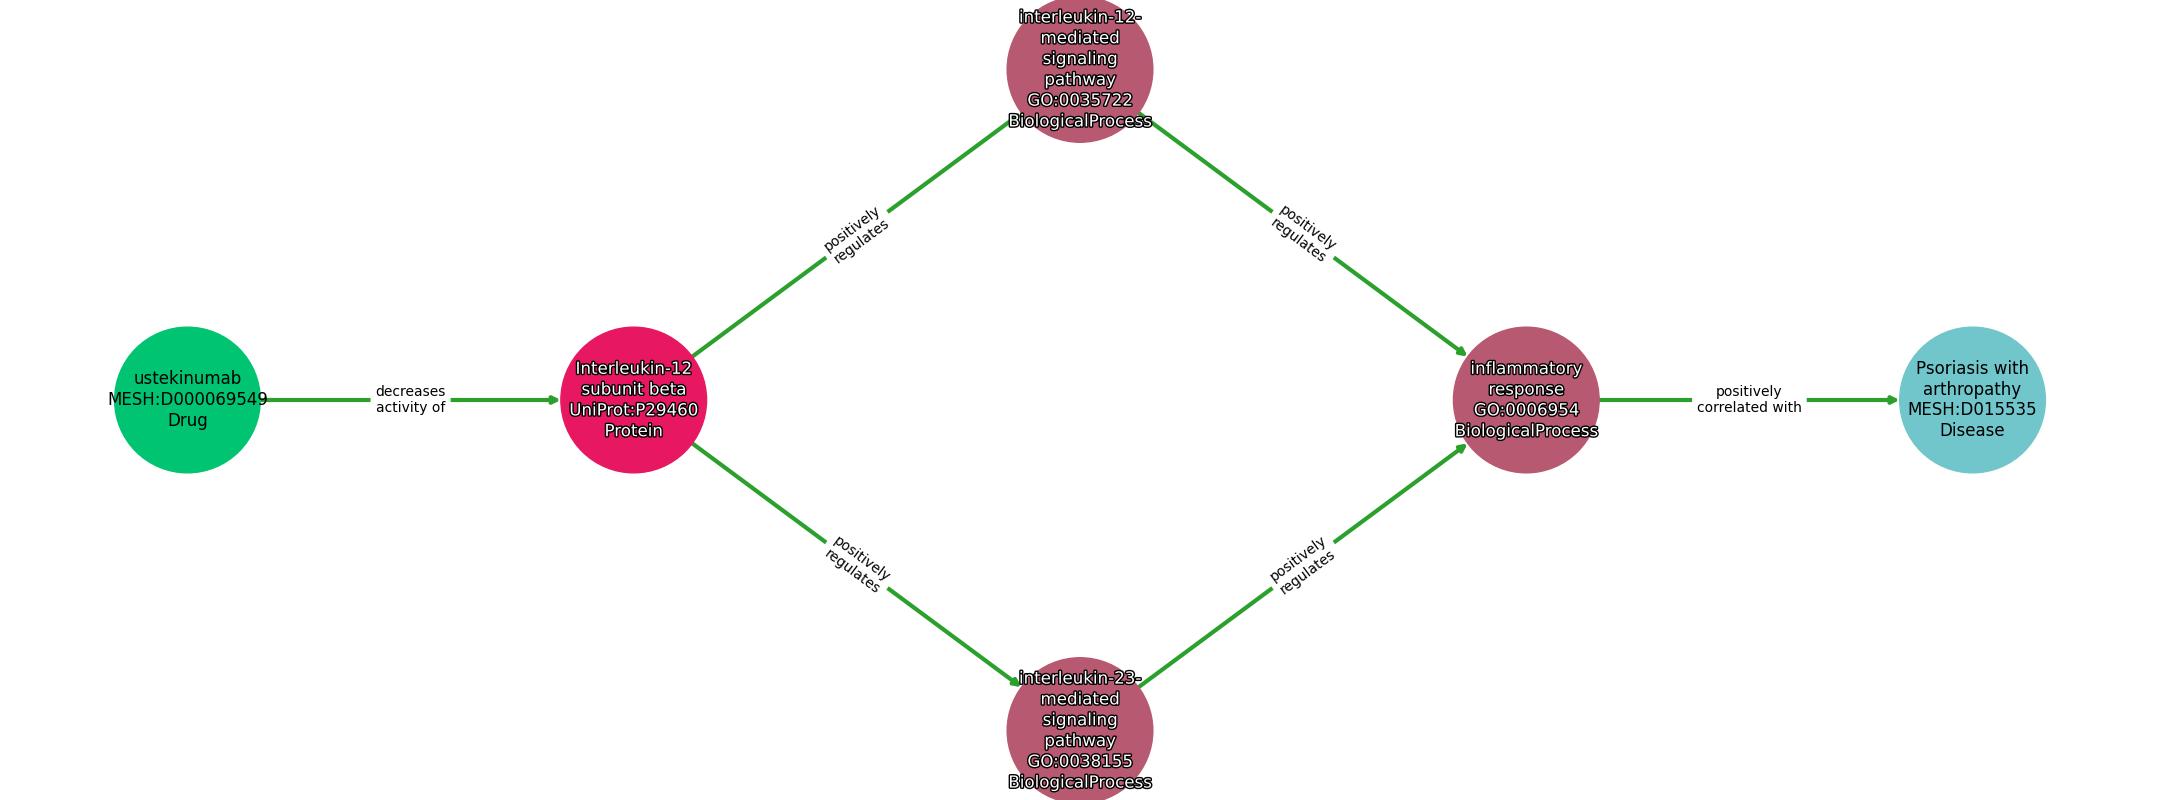 interleukin-12-
mediated
signaling
pathway
GO:0035722
BiologicalProcess
positively
regulates
positively
regulates
ustekinumab
MESH:D000069549
Drug
decreases
activity of
Interleukin-12
subunit beta
UniProt:P29460
Protein
inflammatory
response
GO:0006954
BiologicalProcess
positively
correlated with
Psoriasis with
arthropathy
MESH:D015535
Disease
positively
regulates
positively
regulates
interleukin-23-
mediated
signaling
pathway
GO:0038155
BiologicalProcess